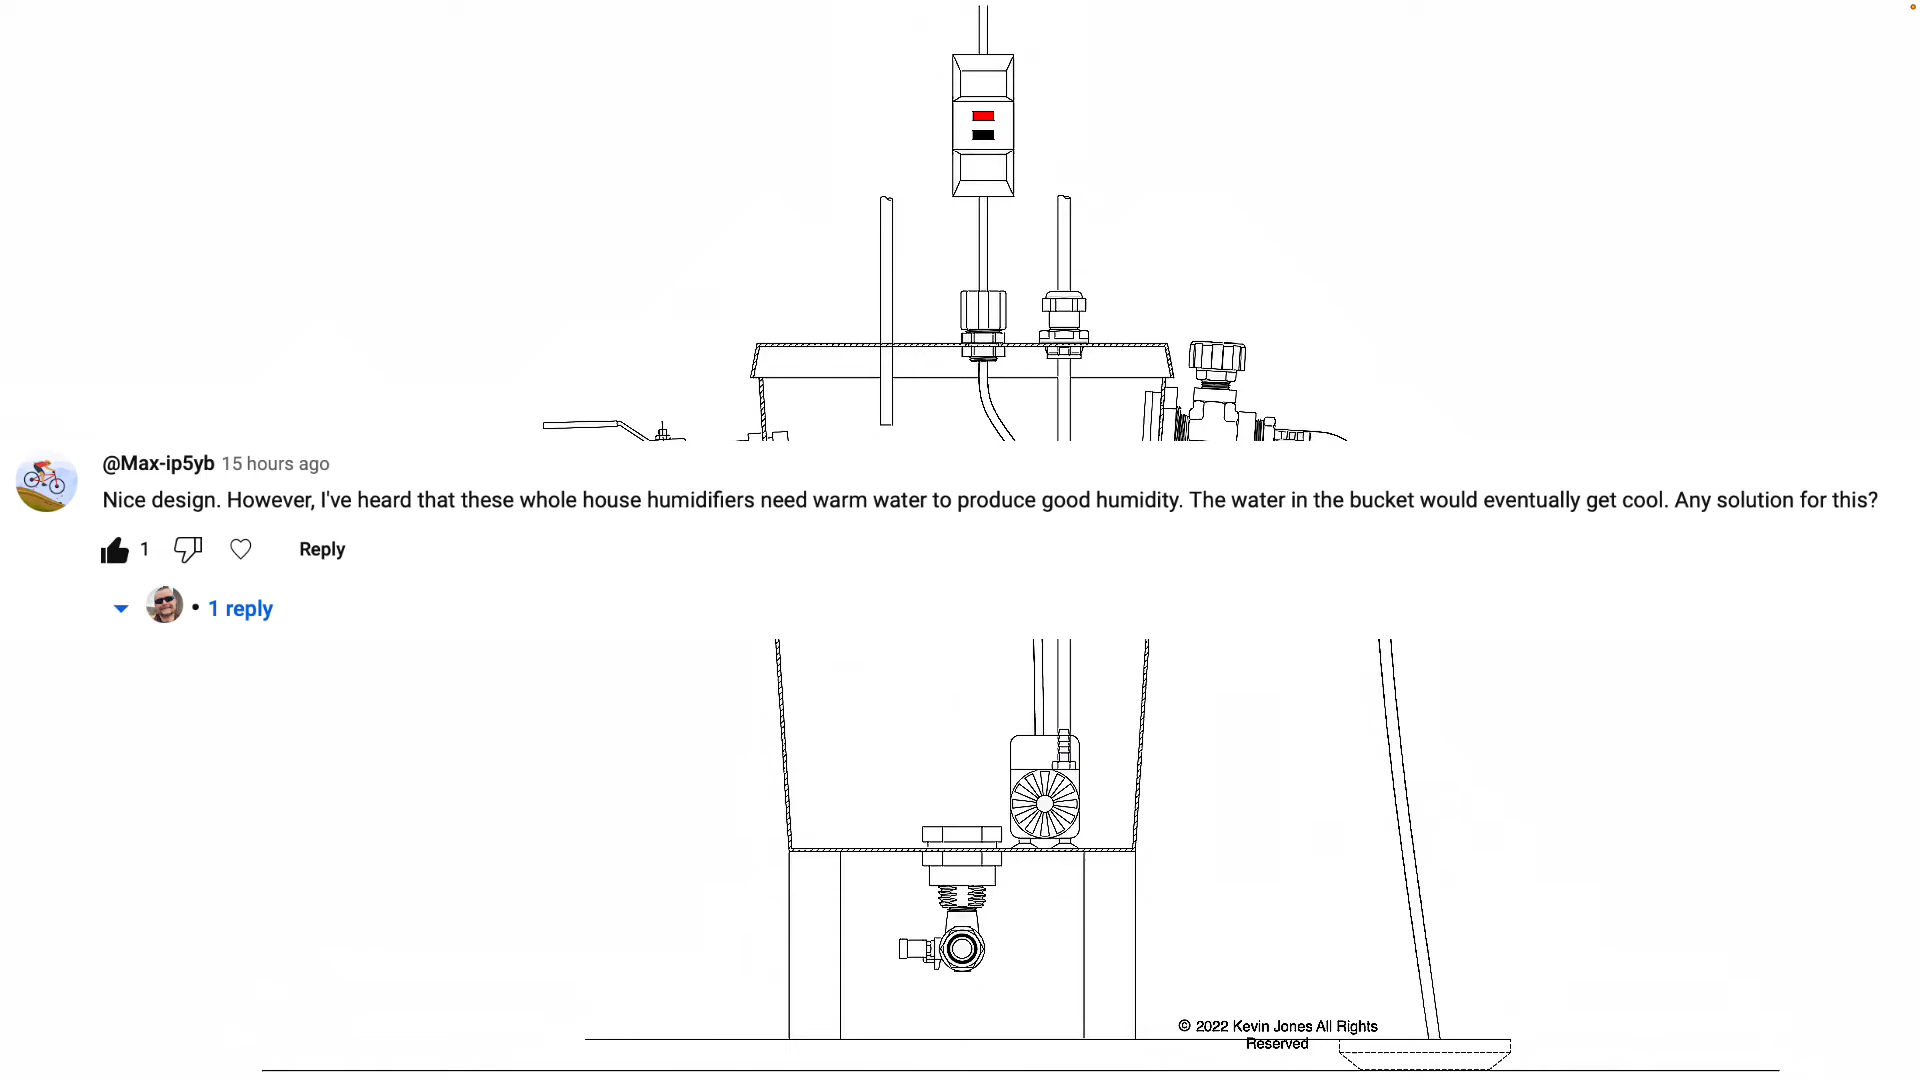 @Max-ip5yb 15 hours ago
Nice design. However, I've heard that these whole house humidifiers need warm water to produce good humidity. The water in the bucket would eventually get cool. Any solution for this?
1 Reply
• 1 reply
© 2022 Kevin Jones All Rights
Reserved